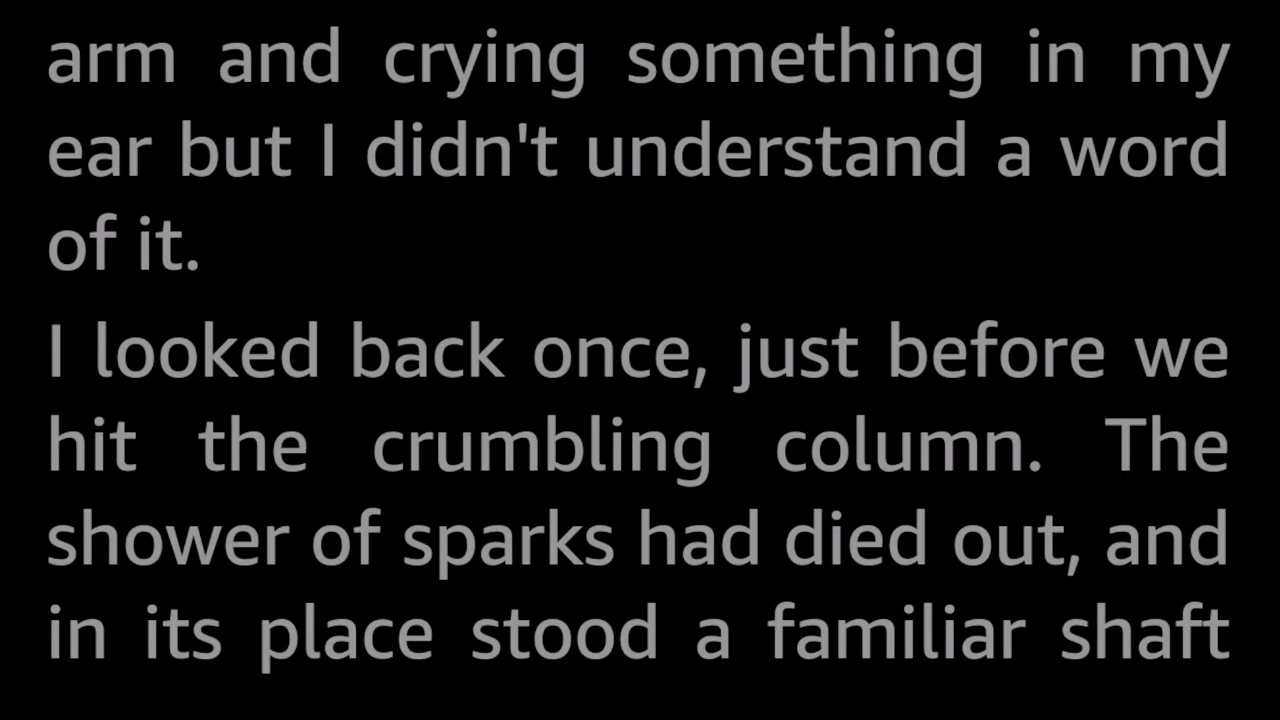 arm and crying something in my
ear but I didn't understand a word
of it.
I looked back once, just before we
hit the crumbling column. The
shower of sparks had died out, and
in its place stood a familiar shaft